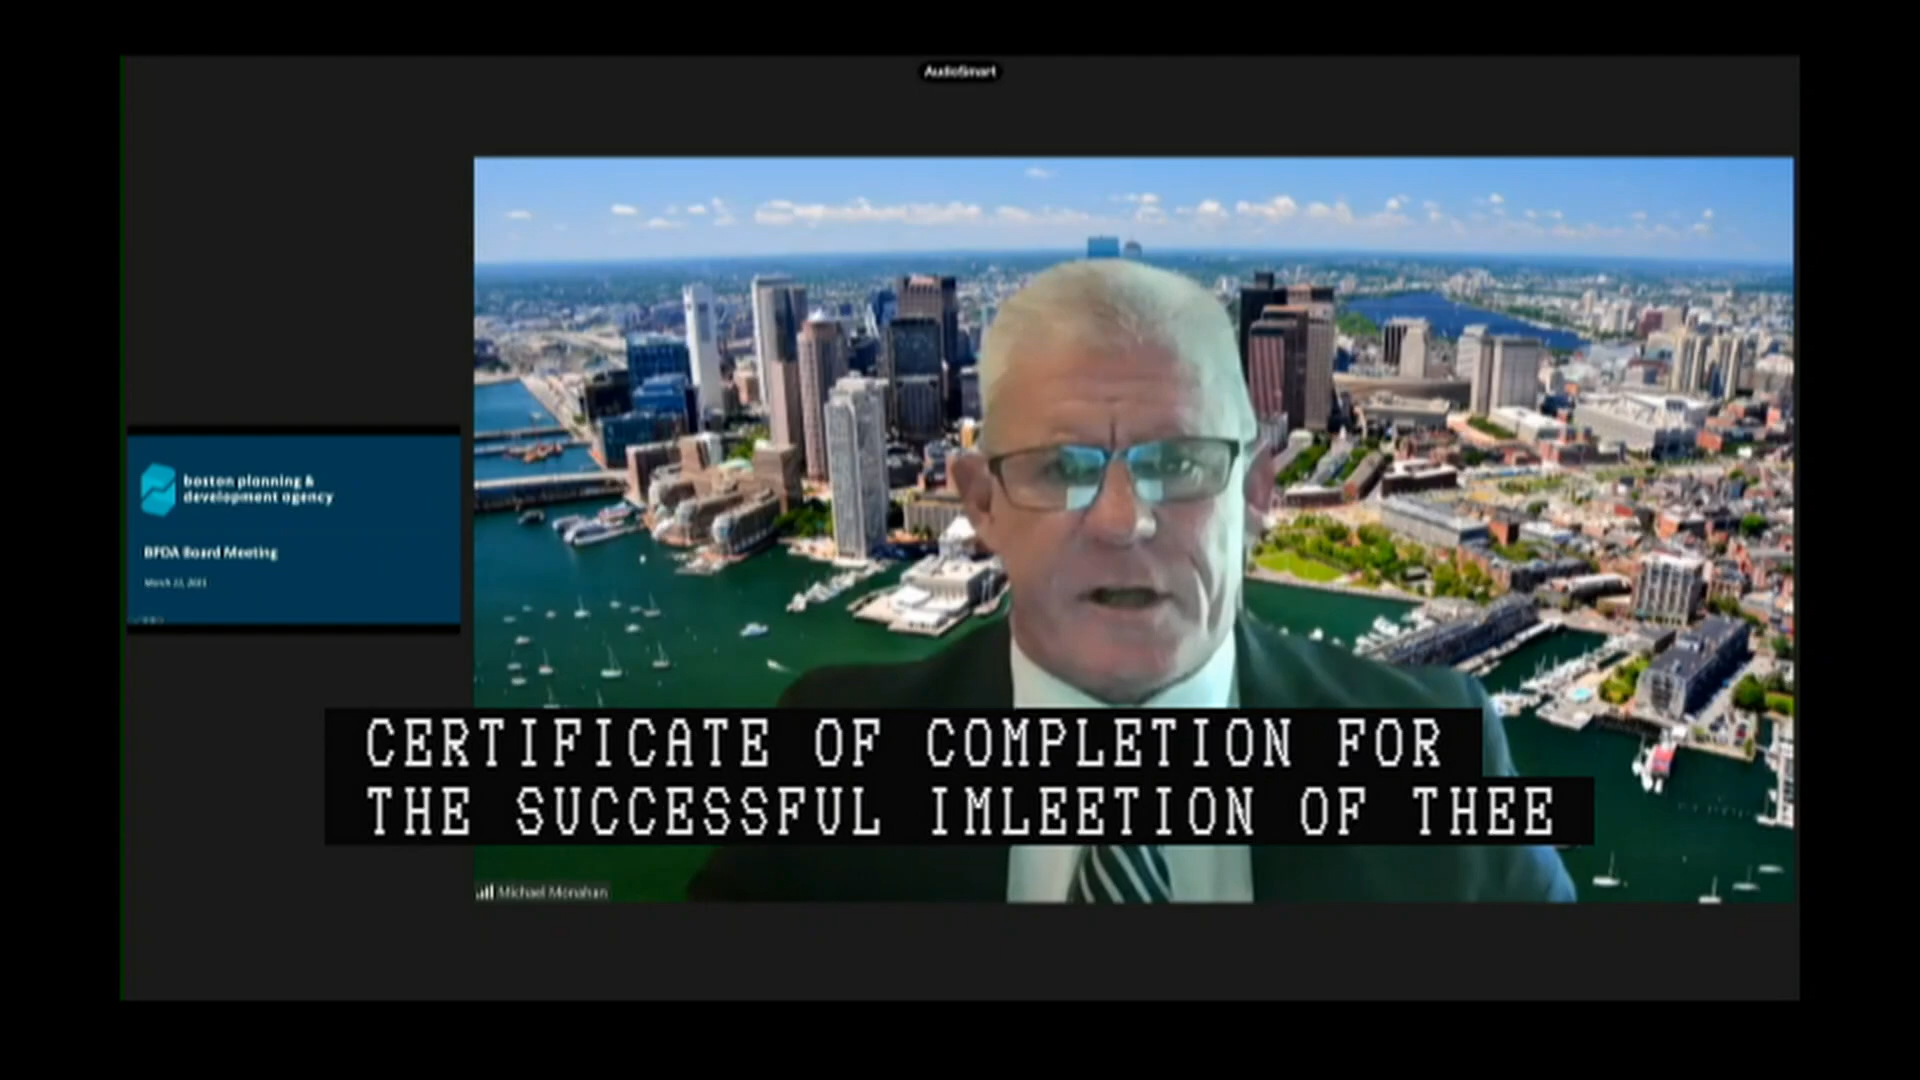 AudioSmart
boston planning &
development agency
BPDA Board Meeting
CERTIFICATE OF COMPLETION FOR
THE SUCCESSFUL IMLEETION OF THEE
Michael Monahan